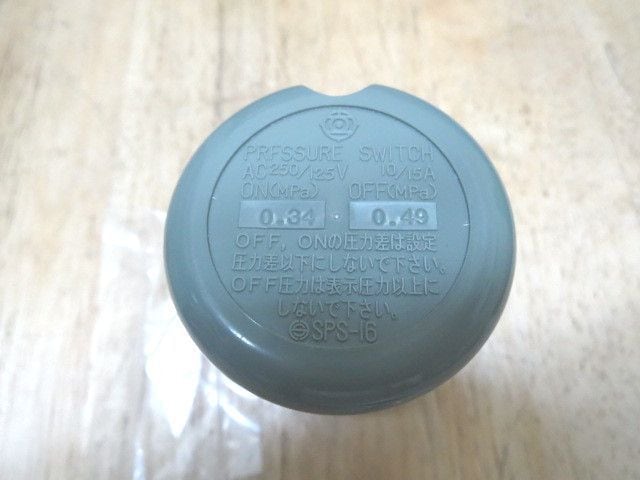 PRFSSURE SWITCH
AC250/125V 10/15A
ON(MPa) OFF(MPa)
0.34 0.49
OFF, ONの圧力差は設定
圧力差以下にしないで下さい。
OFF圧力は表示圧力以上に
しないで下さい。
SPS-16